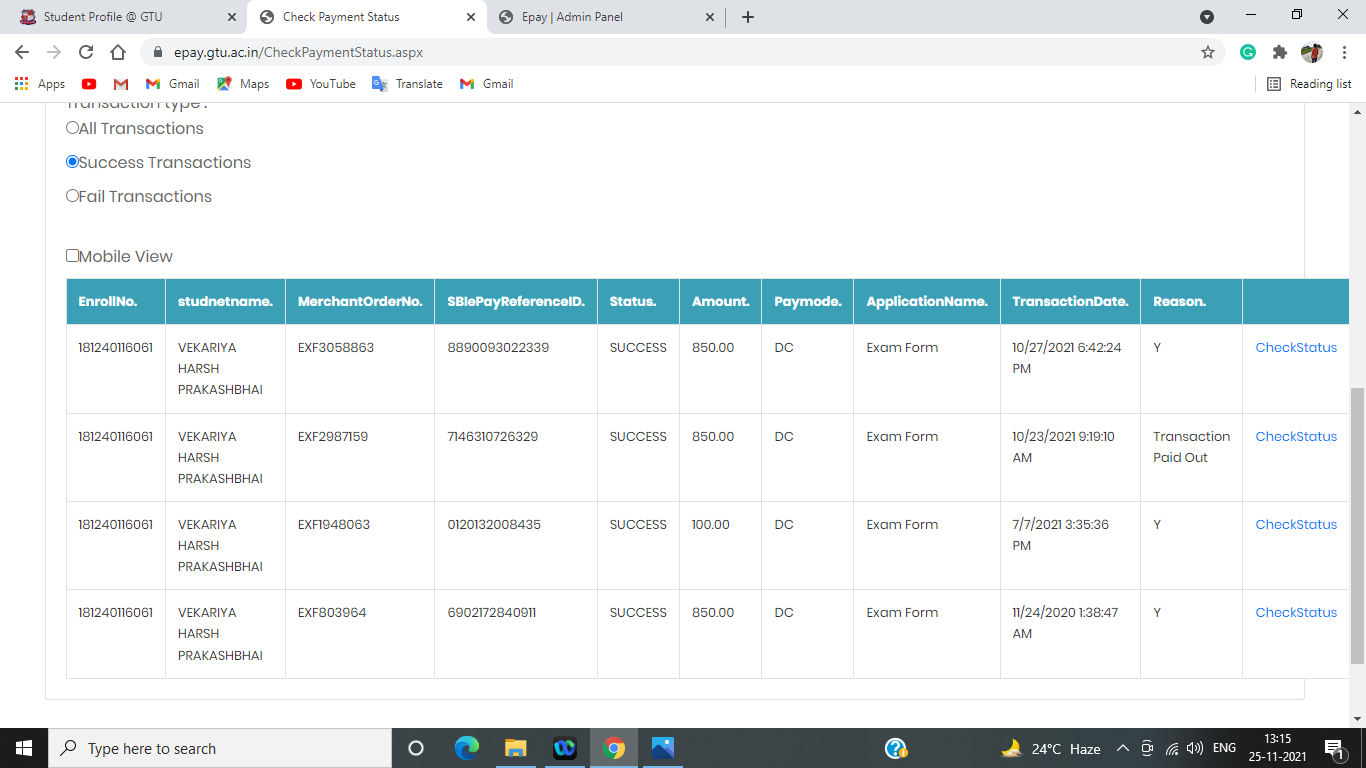 Student Profile @ GTU
Check Payment Status
Epay | Admin Panel
epay.gtu.ac.in/CheckPaymentStatus.aspx
Apps Gmail Maps YouTube Translate Gmail Reading list
Transaction type :
All Transactions
Success Transactions
Fail Transactions
Mobile View
EnrollNo. studnetname. MerchantOrderNo. SBIePayReferenceID. Status. Amount. Paymode. ApplicationName. TransactionDate. Reason.
181240116061 VEKARIYA EXF3058863 8890093022339 SUCCESS 850.00 DC Exam Form 10/27/2021 6:42:24 Y CheckStatus
HARSH PM
PRAKASHBHAI
181240116061 VEKARIYA EXF2987159 7146310726329 SUCCESS 850.00 DC Exam Form 10/23/2021 9:19:10 Transaction CheckStatus
HARSH AM Paid Out
PRAKASHBHAI
181240116061 VEKARIYA EXF1948063 0120132008435 SUCCESS 100.00 DC Exam Form 7/7/2021 3:35:36 Y CheckStatus
HARSH PM
PRAKASHBHAI
181240116061 VEKARIYA EXF803964 6902172840911 SUCCESS 850.00 DC Exam Form 11/24/2020 1:38:47 Y CheckStatus
HARSH AM
PRAKASHBHAI
Type here to search
24°C Haze
ENG
13:15
25-11-2021
1